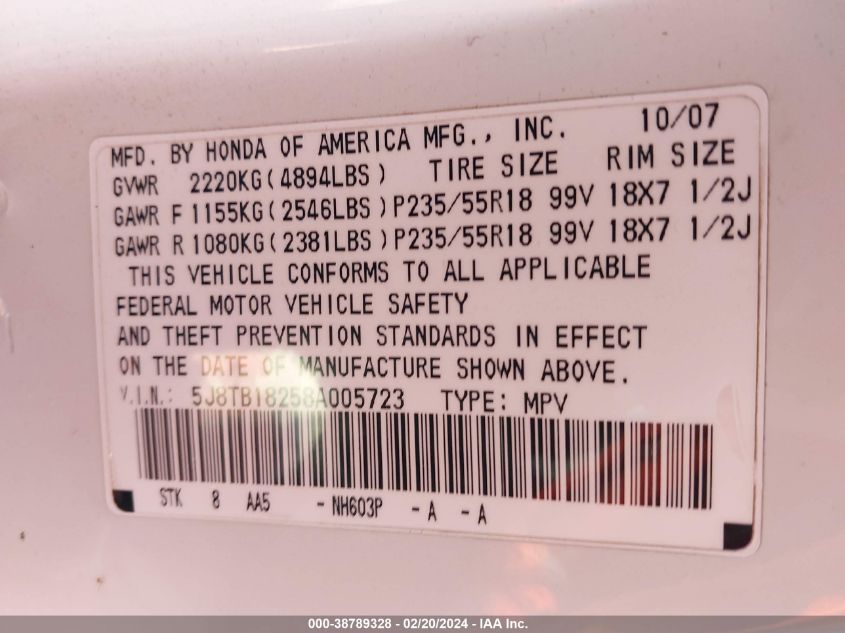 MFD. BY HONDA OF AMERICA MFG., INC. 10/07
GVWR 2220KG(4894LBS) TIRE SIZE RIM SIZE
GAWR F 1155KG(2546LBS)P235/55R18 99V 18X7 1/2J
GAWR R 1080KG(2381LBS)P235/55R18 99V 18X7 1/2J
THIS VEHICLE CONFORMS TO ALL APPLICABLE
FEDERAL MOTOR VEHICLE SAFETY
AND THEFT PREVENTION STANDARDS IN EFFECT
ON THE DATE OF MANUFACTURE SHOWN ABOVE.
V.I.N.: 5J8TB18258A005723 TYPE: MPV
STK 8 AA5 -NH603P -A -A
000-38789328 - 02/20/2024 - IAA Inc.